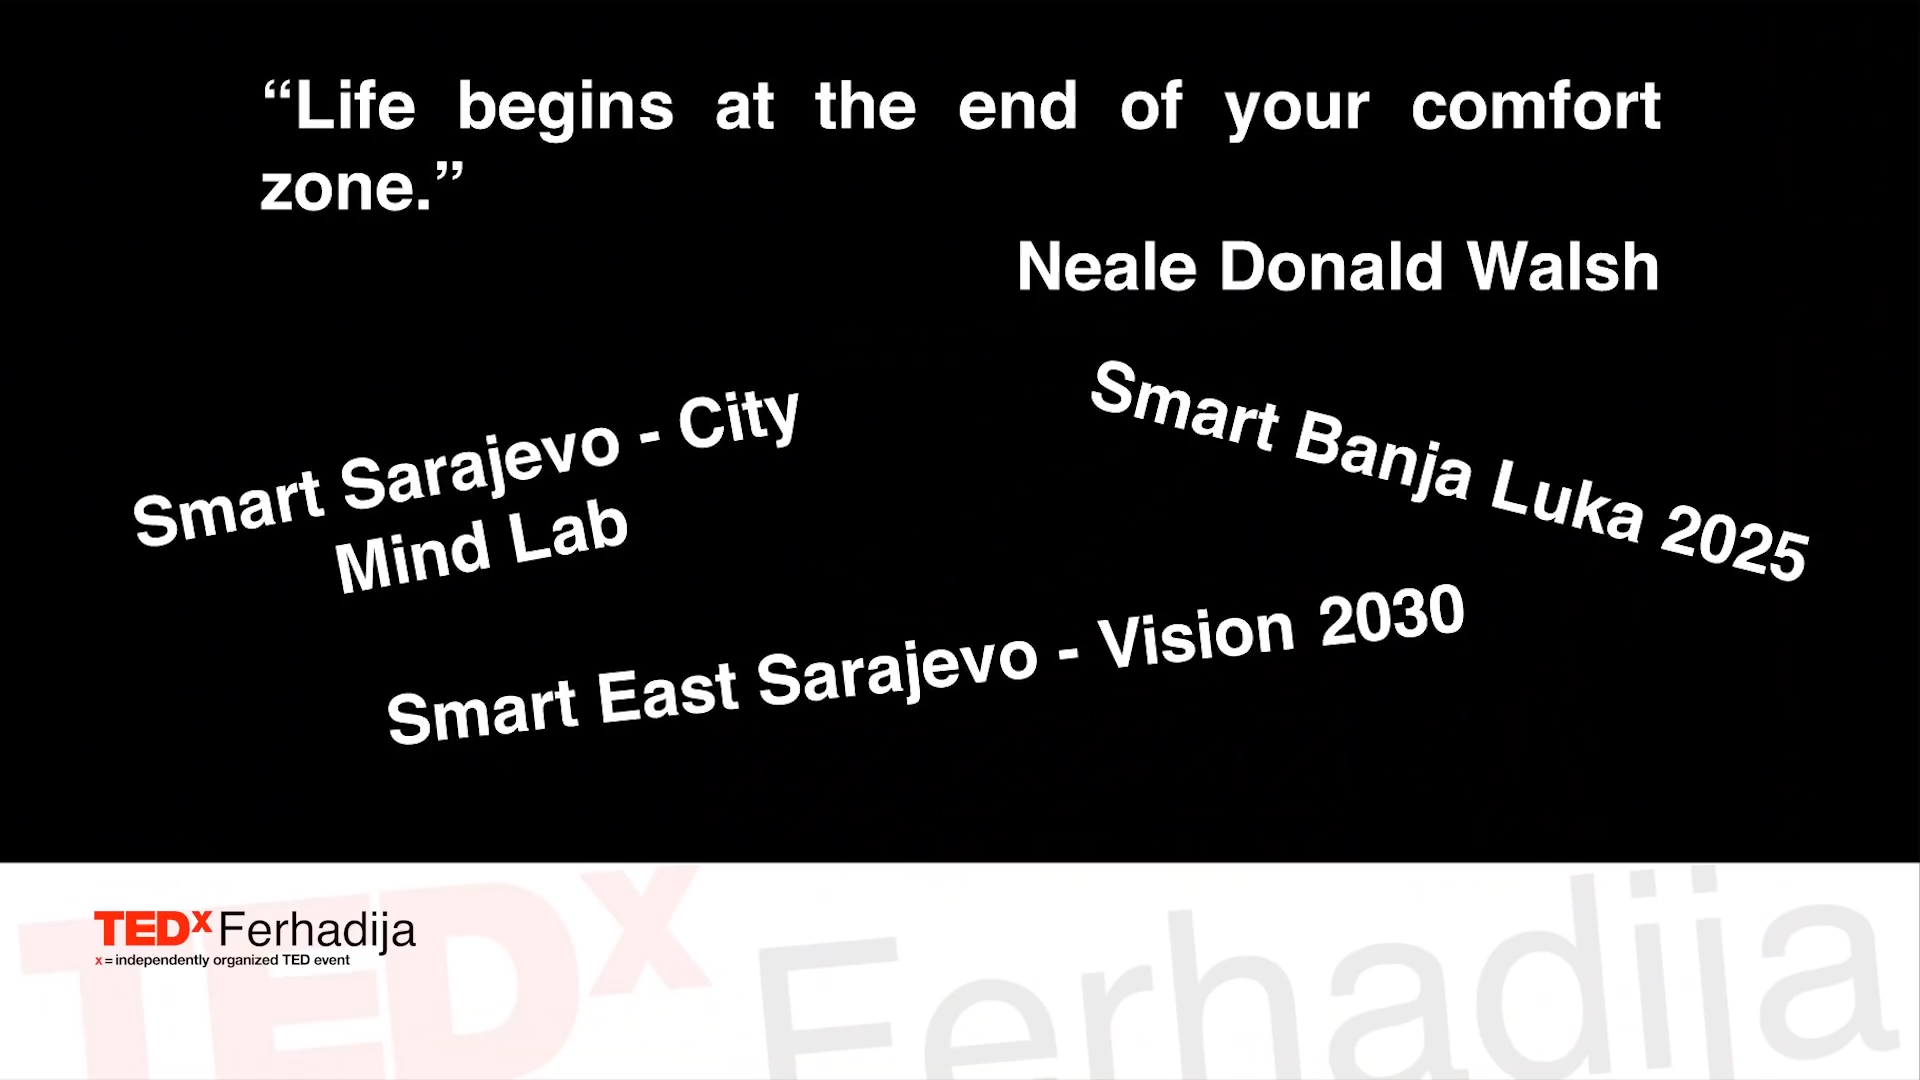 “Life begins at the end of your comfort
zone.”
Neale Donald Walsh
Smart Sarajevo - City
Mind Lab
Smart Banja Luka 2025
Smart East Sarajevo - Vision 2030
TEDx Ferhadija
x = independently organized TED event
TEDx Ferhadija